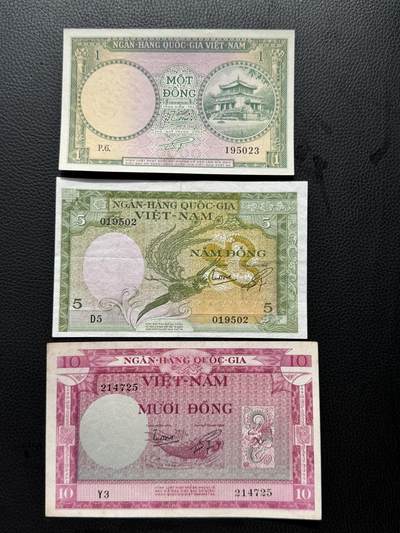 NGÂN-HÀNG QUỐC-GIA VIỆT-NAM
1 1
MỘT
ĐỒNG
P.6. 195023
1 1
NGÂN-HÀNG QUỐC-GIA
VIỆT-NAM
5 5
019502
NĂM ĐỒNG
5 5
D5 019502
10 NGÂN-HÀNG QUỐC-GIA 10
VIỆT-NAM
214725
MƯỜI ĐỒNG
Y3 214725
10 10